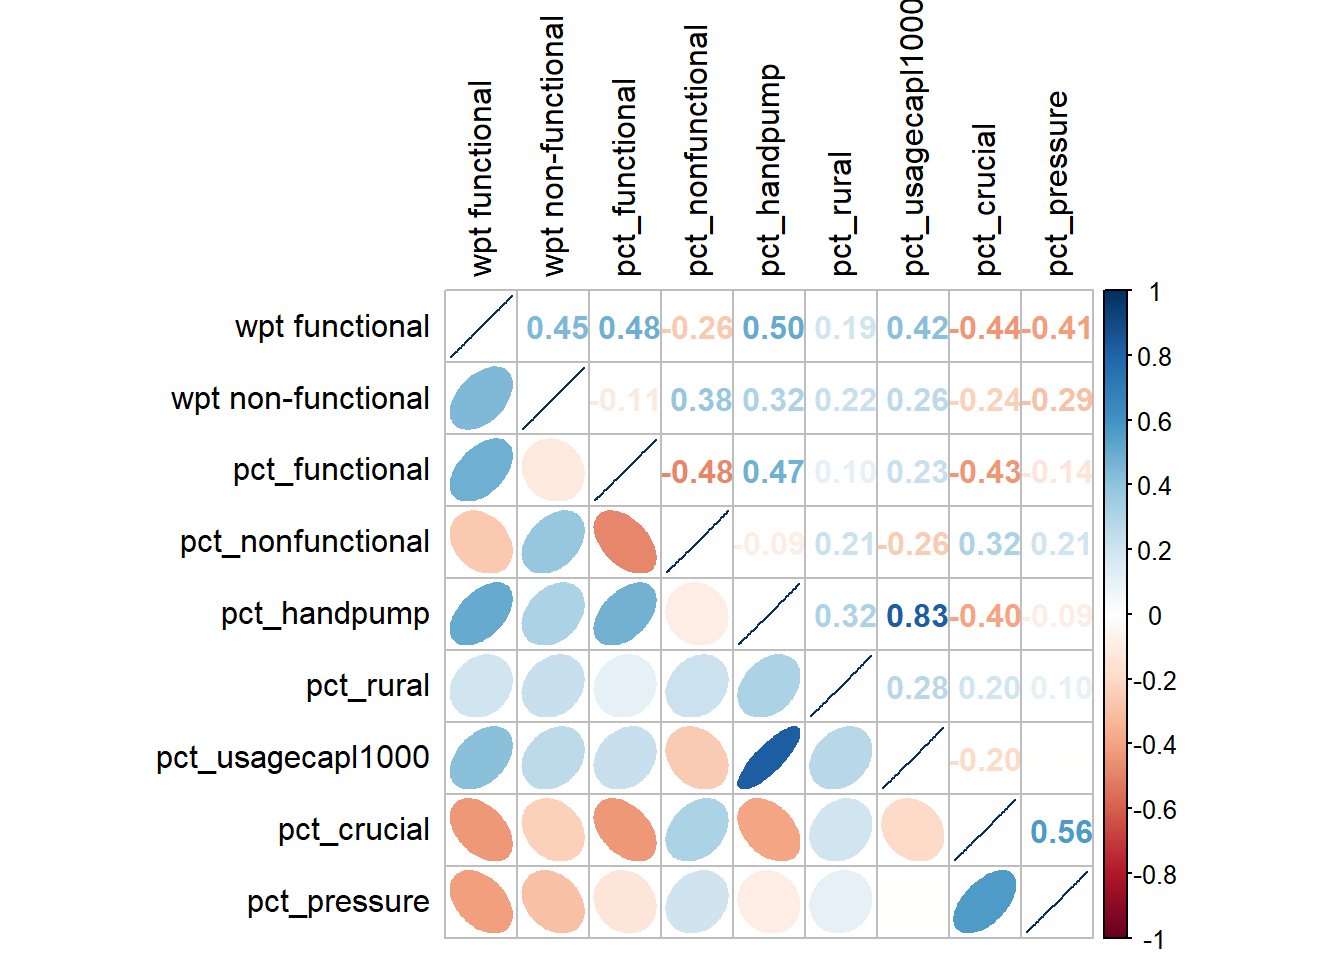 wpt functional
wpt non-functional
pct_functional
pct_nonfunctional
pct_handpump
pct_rural
pct_usagecapl1000
pct_crucial
pct_pressure
wpt functional 0.45 0.48 -0.26 0.50 0.19 0.42 -0.44 -0.41
wpt non-functional -0.11 0.38 0.32 0.22 0.26 -0.24 -0.29
pct_functional -0.48 0.47 0.10 0.23 -0.43 -0.14
pct_nonfunctional -0.09 0.21 -0.26 0.32 0.21
pct_handpump 0.32 0.83 -0.40 -0.09
pct_rural 0.28 0.20 0.10
pct_usagecapl1000 -0.20
pct_crucial 0.56
pct_pressure
1
0.8
0.6
0.4
0.2
0
-0.2
-0.4
-0.6
-0.8
-1